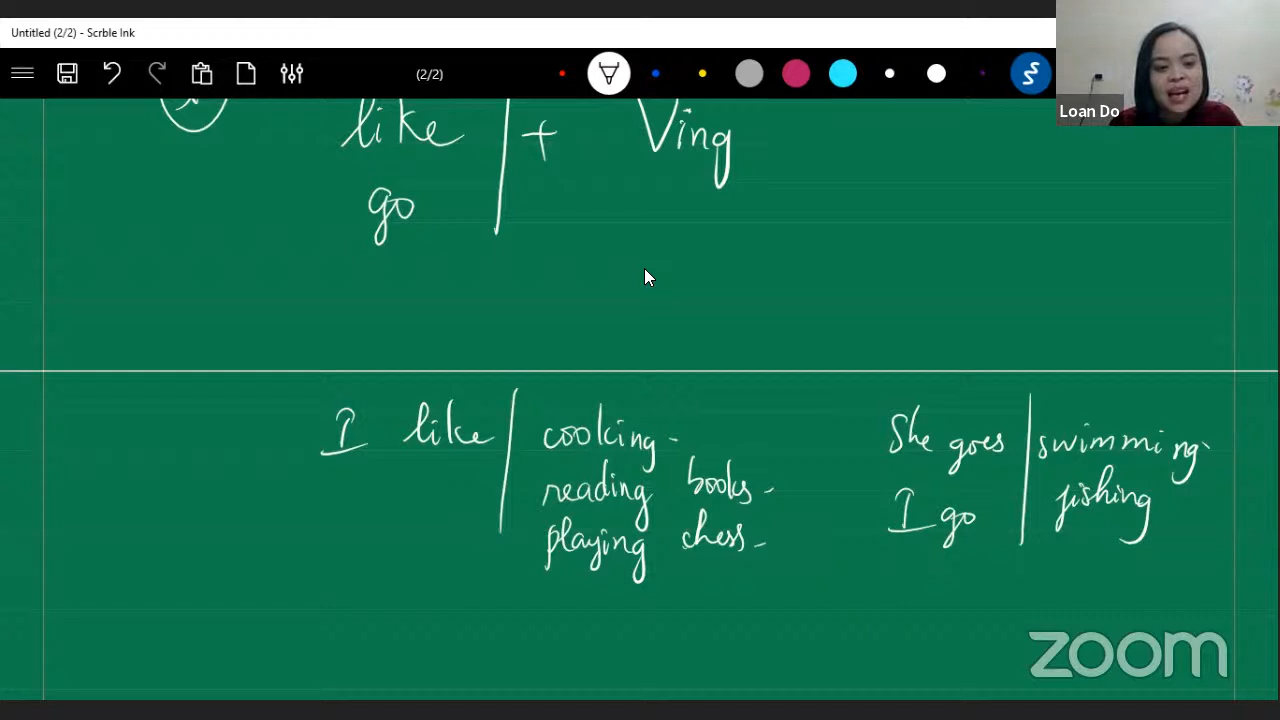 Untitled (2/2) - Scrble Ink
(2/2)
Loan Do
like + Ving
go
I like cooking.
reading books.
playing chess.
She goes swimming.
I go fishing
zoom